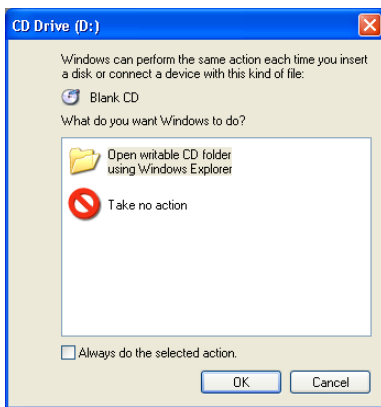 CD Drive (D:)
Windows can perform the same action each time you insert
a disk or connect a device with this kind of file:
Blank CD
What do you want Windows to do?
Open writable CD folder
using Windows Explorer
Take no action
Always do the selected action.
OK
Cancel